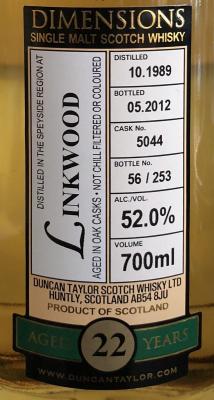 DIMENSIONS
SINGLE MALT SCOTCH WHISKY
DISTILLED IN THE SPEYSIDE REGION AT
LINKWOOD
AGED IN OAK CASKS • NOT CHILL FILTERED OR COLOURED
DISTILLED
10.1989
BOTTLED
05.2012
CASK No.
5044
BOTTLE No.
56 / 253
ALC./VOL.
52.0%
VOLUME
700ml
DUNCAN TAYLOR SCOTCH WHISKY LTD
HUNTLY, SCOTLAND AB54 8JU
PRODUCT OF SCOTLAND
AGED 22 YEARS
WWW.DUNCANTAYLOR.COM